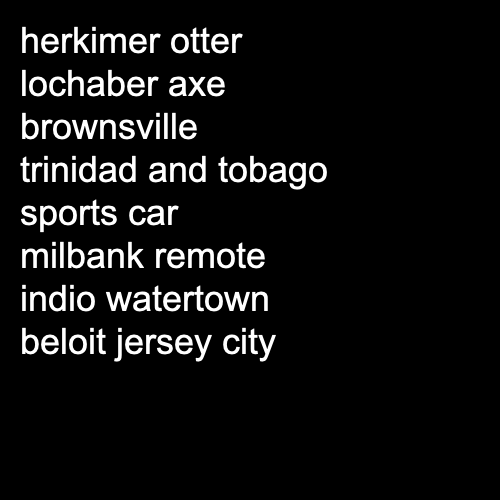 herkimer otter
lochaber axe
brownsville
trinidad and tobago
sports car
milbank remote
indio watertown
beloit jersey city